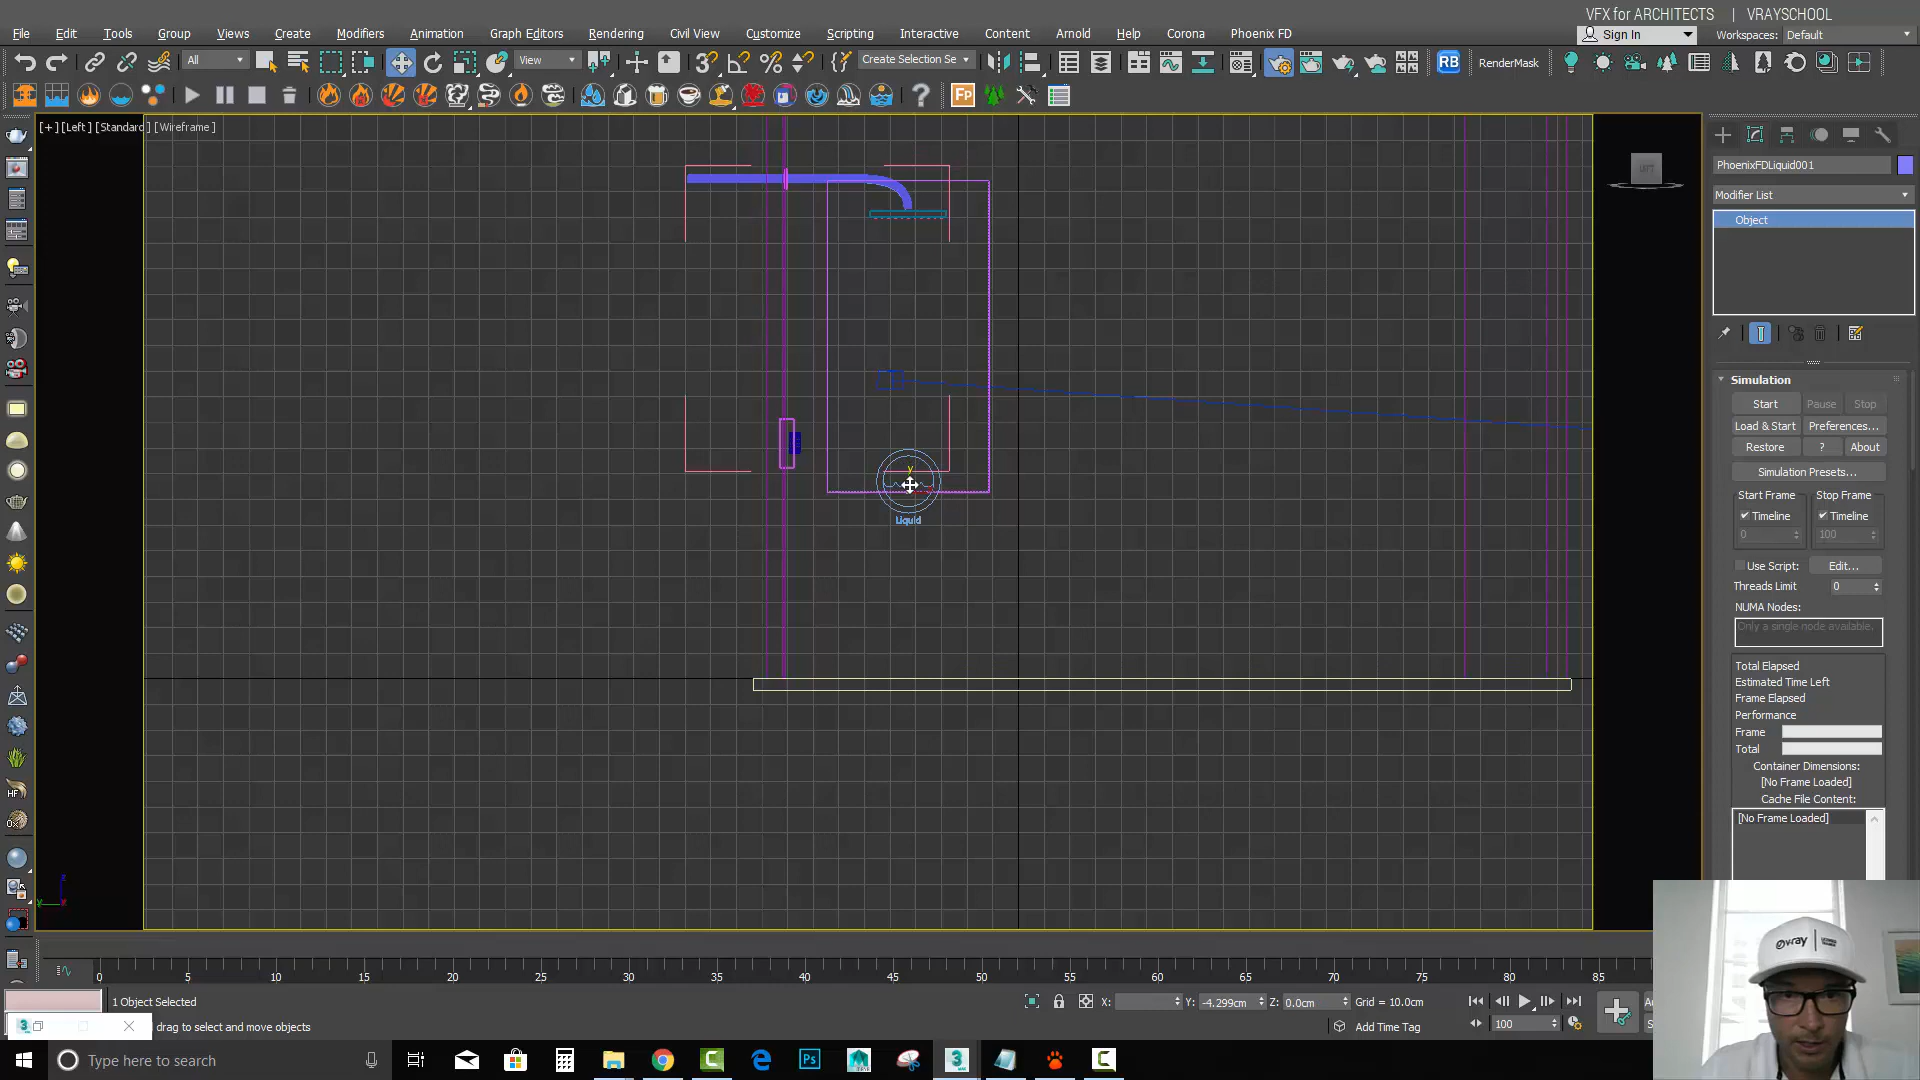 VFX for ARCHITECTS | VRAYSCHOOL
File Edit Tools Group Views Create Modifiers Animation Graph Editors Rendering Civil View Customize Scripting Interactive Content Arnold Help Corona Phoenix FD
Sign In Workspaces: Default
All View Create Selection Se RB RenderMask
Fp
[+] [Left] [Standard] [Wireframe]
LEFT
PhoenixFDLiquid001
Modifier List
Object
Simulation
Start Pause Stop
Load & Start Preferences...
Restore ? About
Simulation Presets...
Start Frame Stop Frame
Timeline Timeline
0 100
Use Script: Edit...
Threads Limit 0
NUMA Nodes:
Only a single node available.
Total Elapsed
Estimated Time Left
Frame Elapsed
Performance
Frame
Total
Container Dimensions:
[No Frame Loaded]
Cache File Content:
[No Frame Loaded]
y
Liquid
z
y x
0 5 10 15 20 25 30 35 40 45 50 55 60 65 70 75 80 85
1 Object Selected X: Y: -4.299cm Z: 0.0cm Grid = 10.0cm
drag to select and move objects Add Time Tag 100
Type here to search
Ps
3
C
v·ray